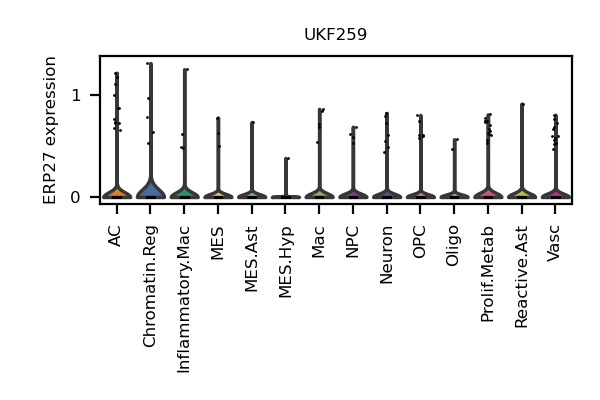 UKF259
ERP27 expression
1
0
AC
Chromatin.Reg
Inflammatory.Mac
MES
MES.Ast
MES.Hyp
Mac
NPC
Neuron
OPC
Oligo
Prolif.Metab
Reactive.Ast
Vasc